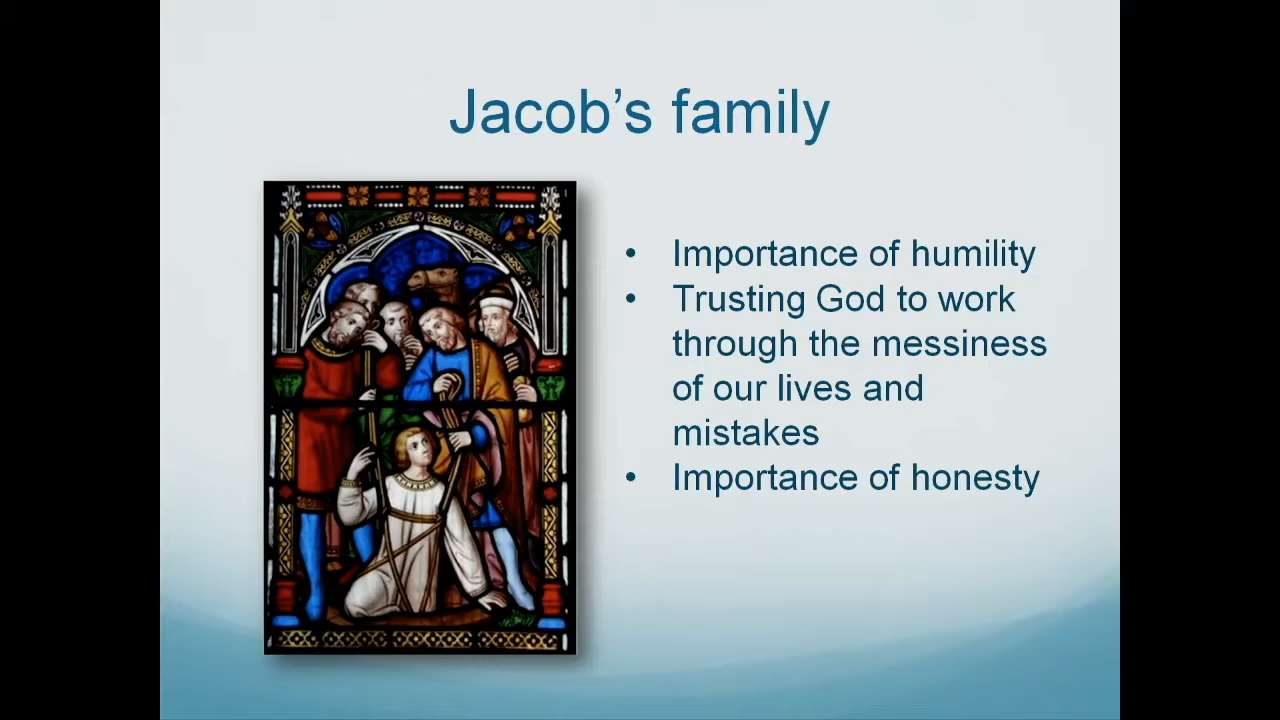 Jacob’s family
• Importance of humility
• Trusting God to work
through the messiness
of our lives and
mistakes
• Importance of honesty